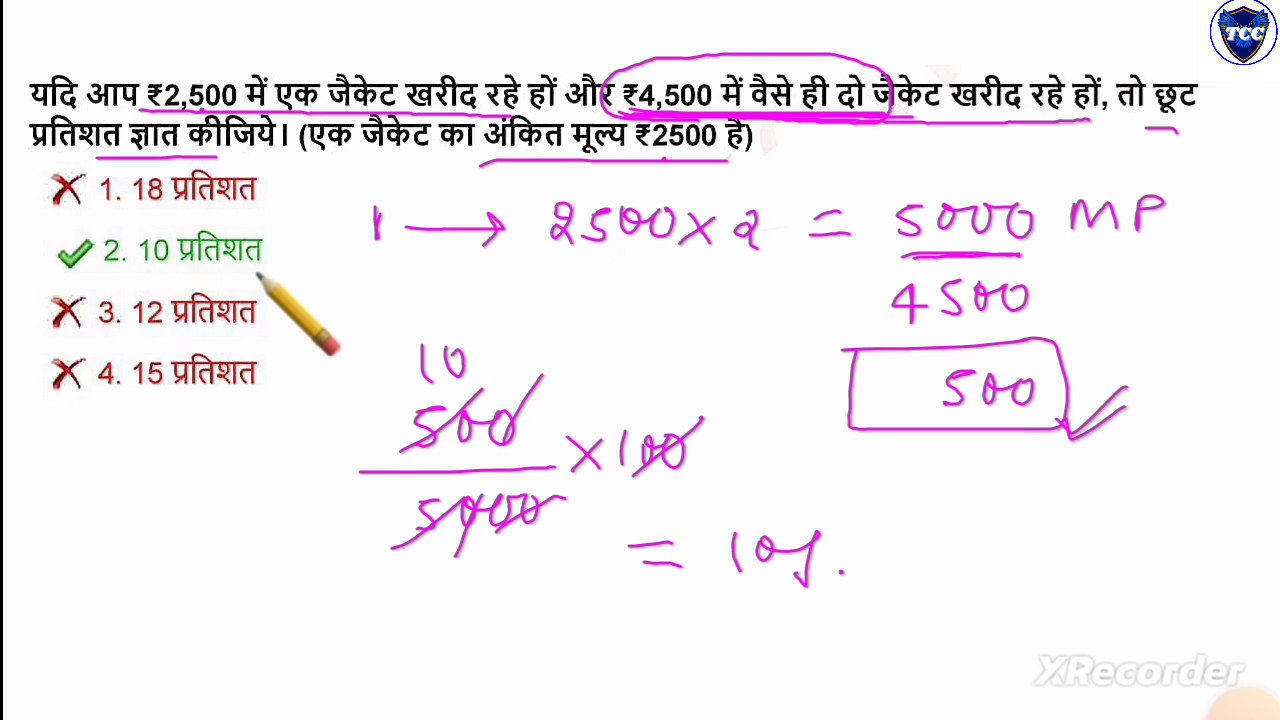 TCC
यदि आप ₹2,500 में एक जैकेट खरीद रहे हों और ₹4,500 में वैसे ही दो जैकेट खरीद रहे हों, तो छूट
प्रतिशत ज्ञात कीजिये। (एक जैकेट का अंकित मूल्य ₹2500 है)
1. 18 प्रतिशत
2. 10 प्रतिशत
3. 12 प्रतिशत
4. 15 प्रतिशत
1 → 2500 × 2 = 5000 MP
4500
500
10
500
× 100
5000
= 10%.
XRecorder